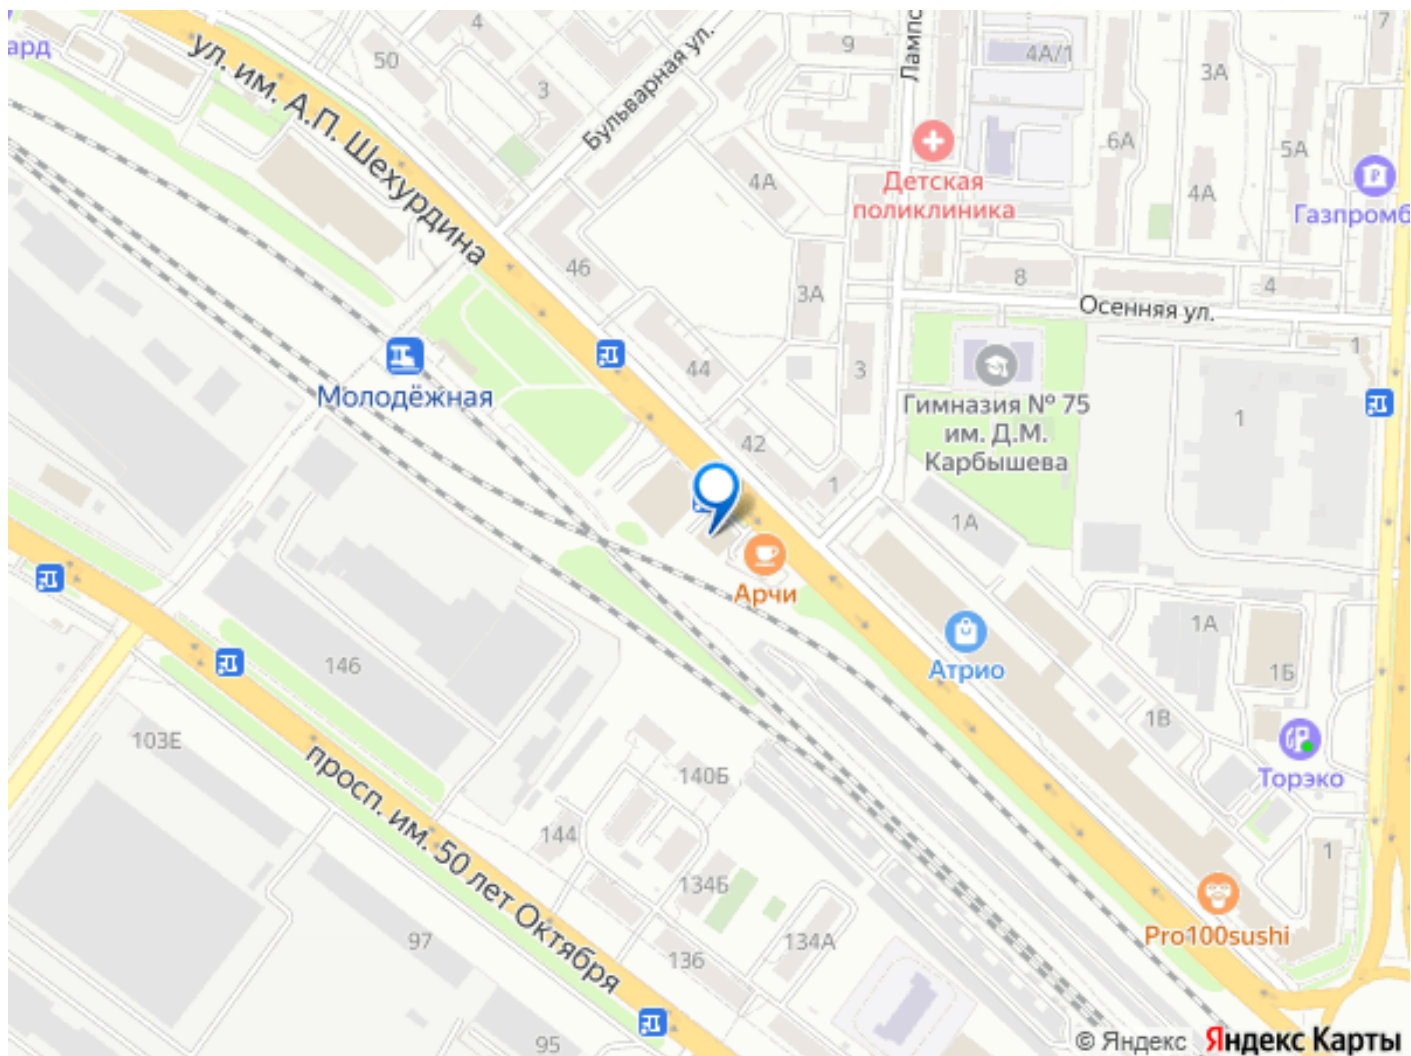 ард
ул. им. А.П. Шехурдина
50
4
3
Бульварная ул.
9
4А/1
7
3А
6А
5А
4А
4А
Детская
поликлиника
Газпромб
46
3А
8
4
Осенняя ул.
1
44
3
Молодёжная
Гимназия № 75
им. Д.М.
Карбышева
1
42
1
1А
Арчи
Атрио
1А
1Б
1В
Торэко
146
103Е
просп. им. 50 лет Октября
140Б
144
134Б
134А
136
97
95
1
Pro100sushi
© Яндекс Яндекс Карты